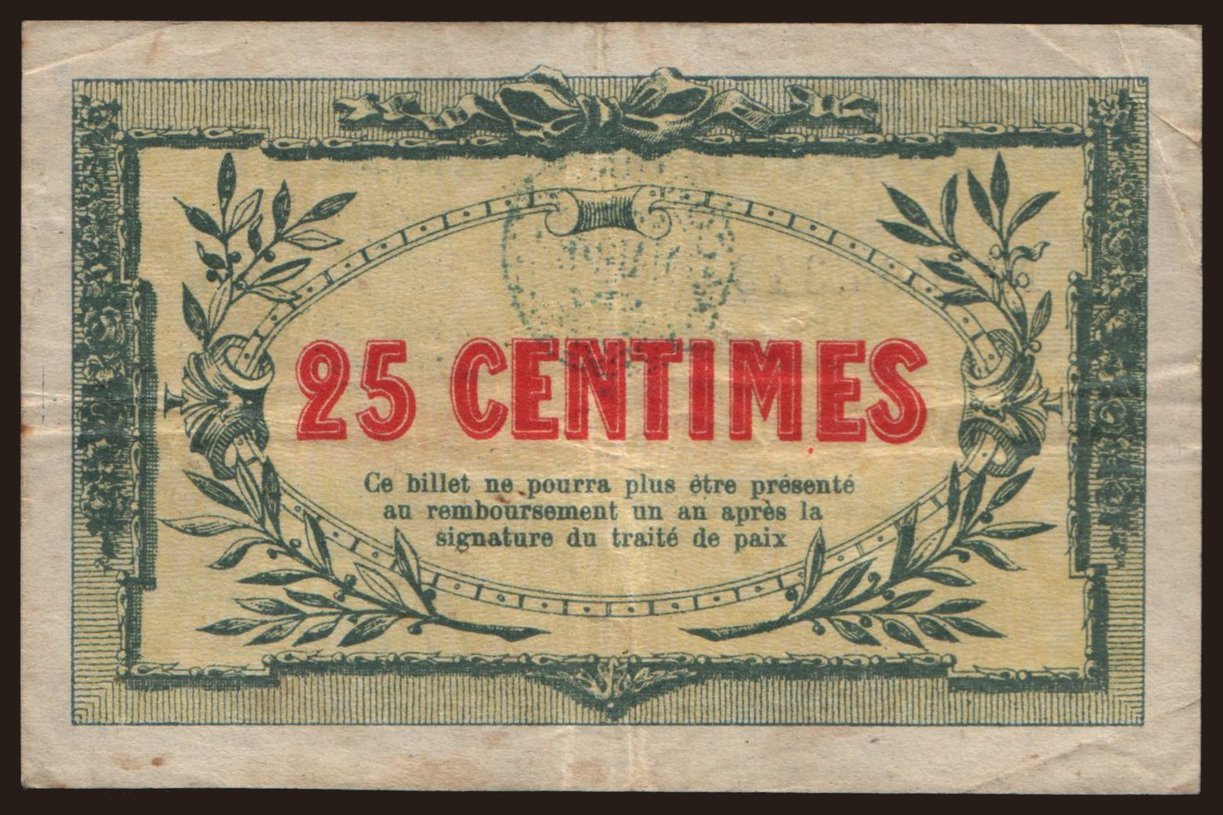 25 CENTIMES
Ce billet ne pourra plus être présenté
au remboursement un an après la
signature du traité de paix